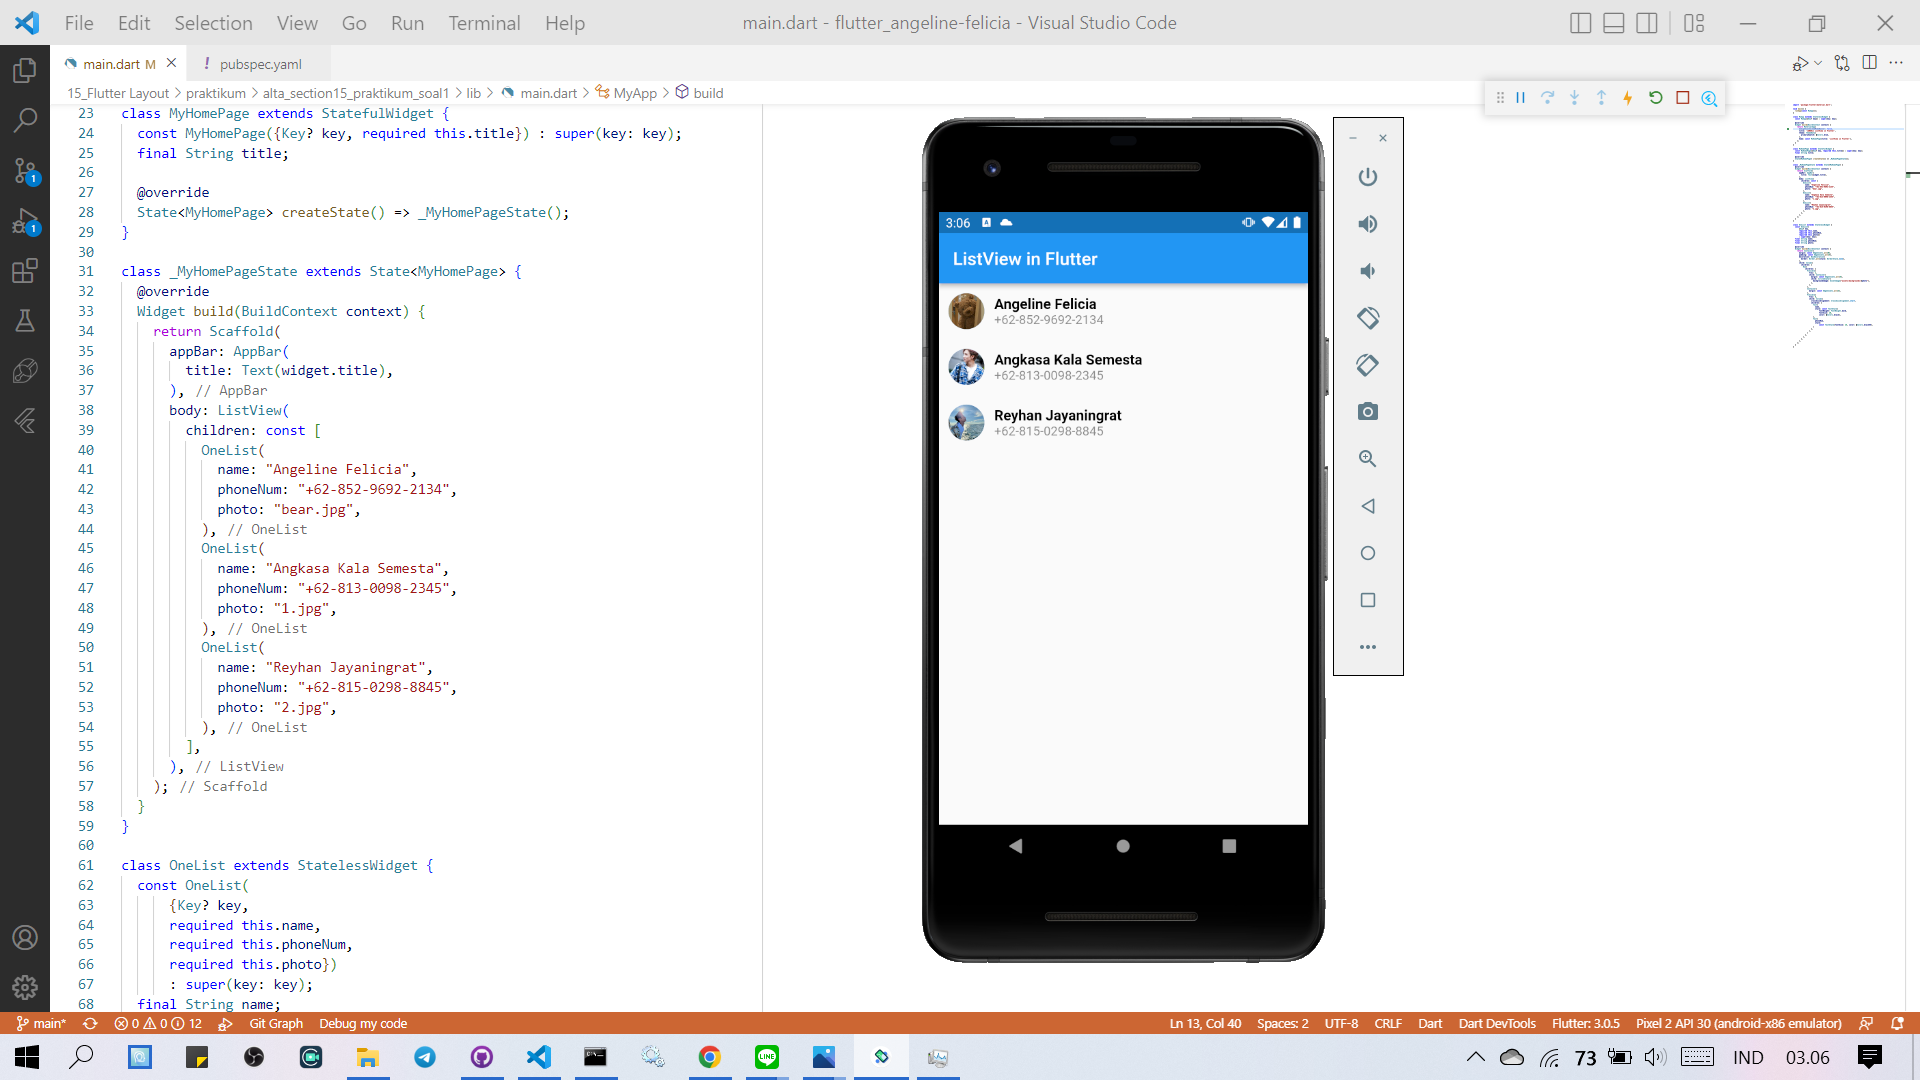 File Edit Selection View Go Run Terminal Help
main.dart - flutter_angeline-felicia - Visual Studio Code
main.dart M
! pubspec.yaml
15_Flutter Layout > praktikum > alta_section15_praktikum_soal1 > lib > main.dart > MyApp > build
23 class MyHomePage extends StatefulWidget {
24 const MyHomePage({Key? key, required this.title}) : super(key: key);
25 final String title;
26
27 @override
28 State<MyHomePage> createState() => _MyHomePageState();
29 }
30
31 class _MyHomePageState extends State<MyHomePage> {
32 @override
33 Widget build(BuildContext context) {
34 return Scaffold(
35 appBar: AppBar(
36 title: Text(widget.title),
37 ), // AppBar
38 body: ListView(
39 children: const [
40 OneList(
41 name: "Angeline Felicia",
42 phoneNum: "+62-852-9692-2134",
43 photo: "bear.jpg",
44 ), // OneList
45 OneList(
46 name: "Angkasa Kala Semesta",
47 phoneNum: "+62-813-0098-2345",
48 photo: "1.jpg",
49 ), // OneList
50 OneList(
51 name: "Reyhan Jayaningrat",
52 phoneNum: "+62-815-0298-8845",
53 photo: "2.jpg",
54 ), // OneList
55 ],
56 ), // ListView
57 ); // Scaffold
58 }
59 }
60
61 class OneList extends StatelessWidget {
62 const OneList(
63 {Key? key,
64 required this.name,
65 required this.phoneNum,
66 required this.photo})
67 : super(key: key);
68 final String name;
3:06
ListView in Flutter
Angeline Felicia
+62-852-9692-2134
Angkasa Kala Semesta
+62-813-0098-2345
Reyhan Jayaningrat
+62-815-0298-8845
1
1
main* 0 0 12 Git Graph Debug my code
Ln 13, Col 40 Spaces: 2 UTF-8 CRLF Dart Dart DevTools Flutter: 3.0.5 Pixel 2 API 30 (android-x86 emulator)
LINE
73 IND 03.06